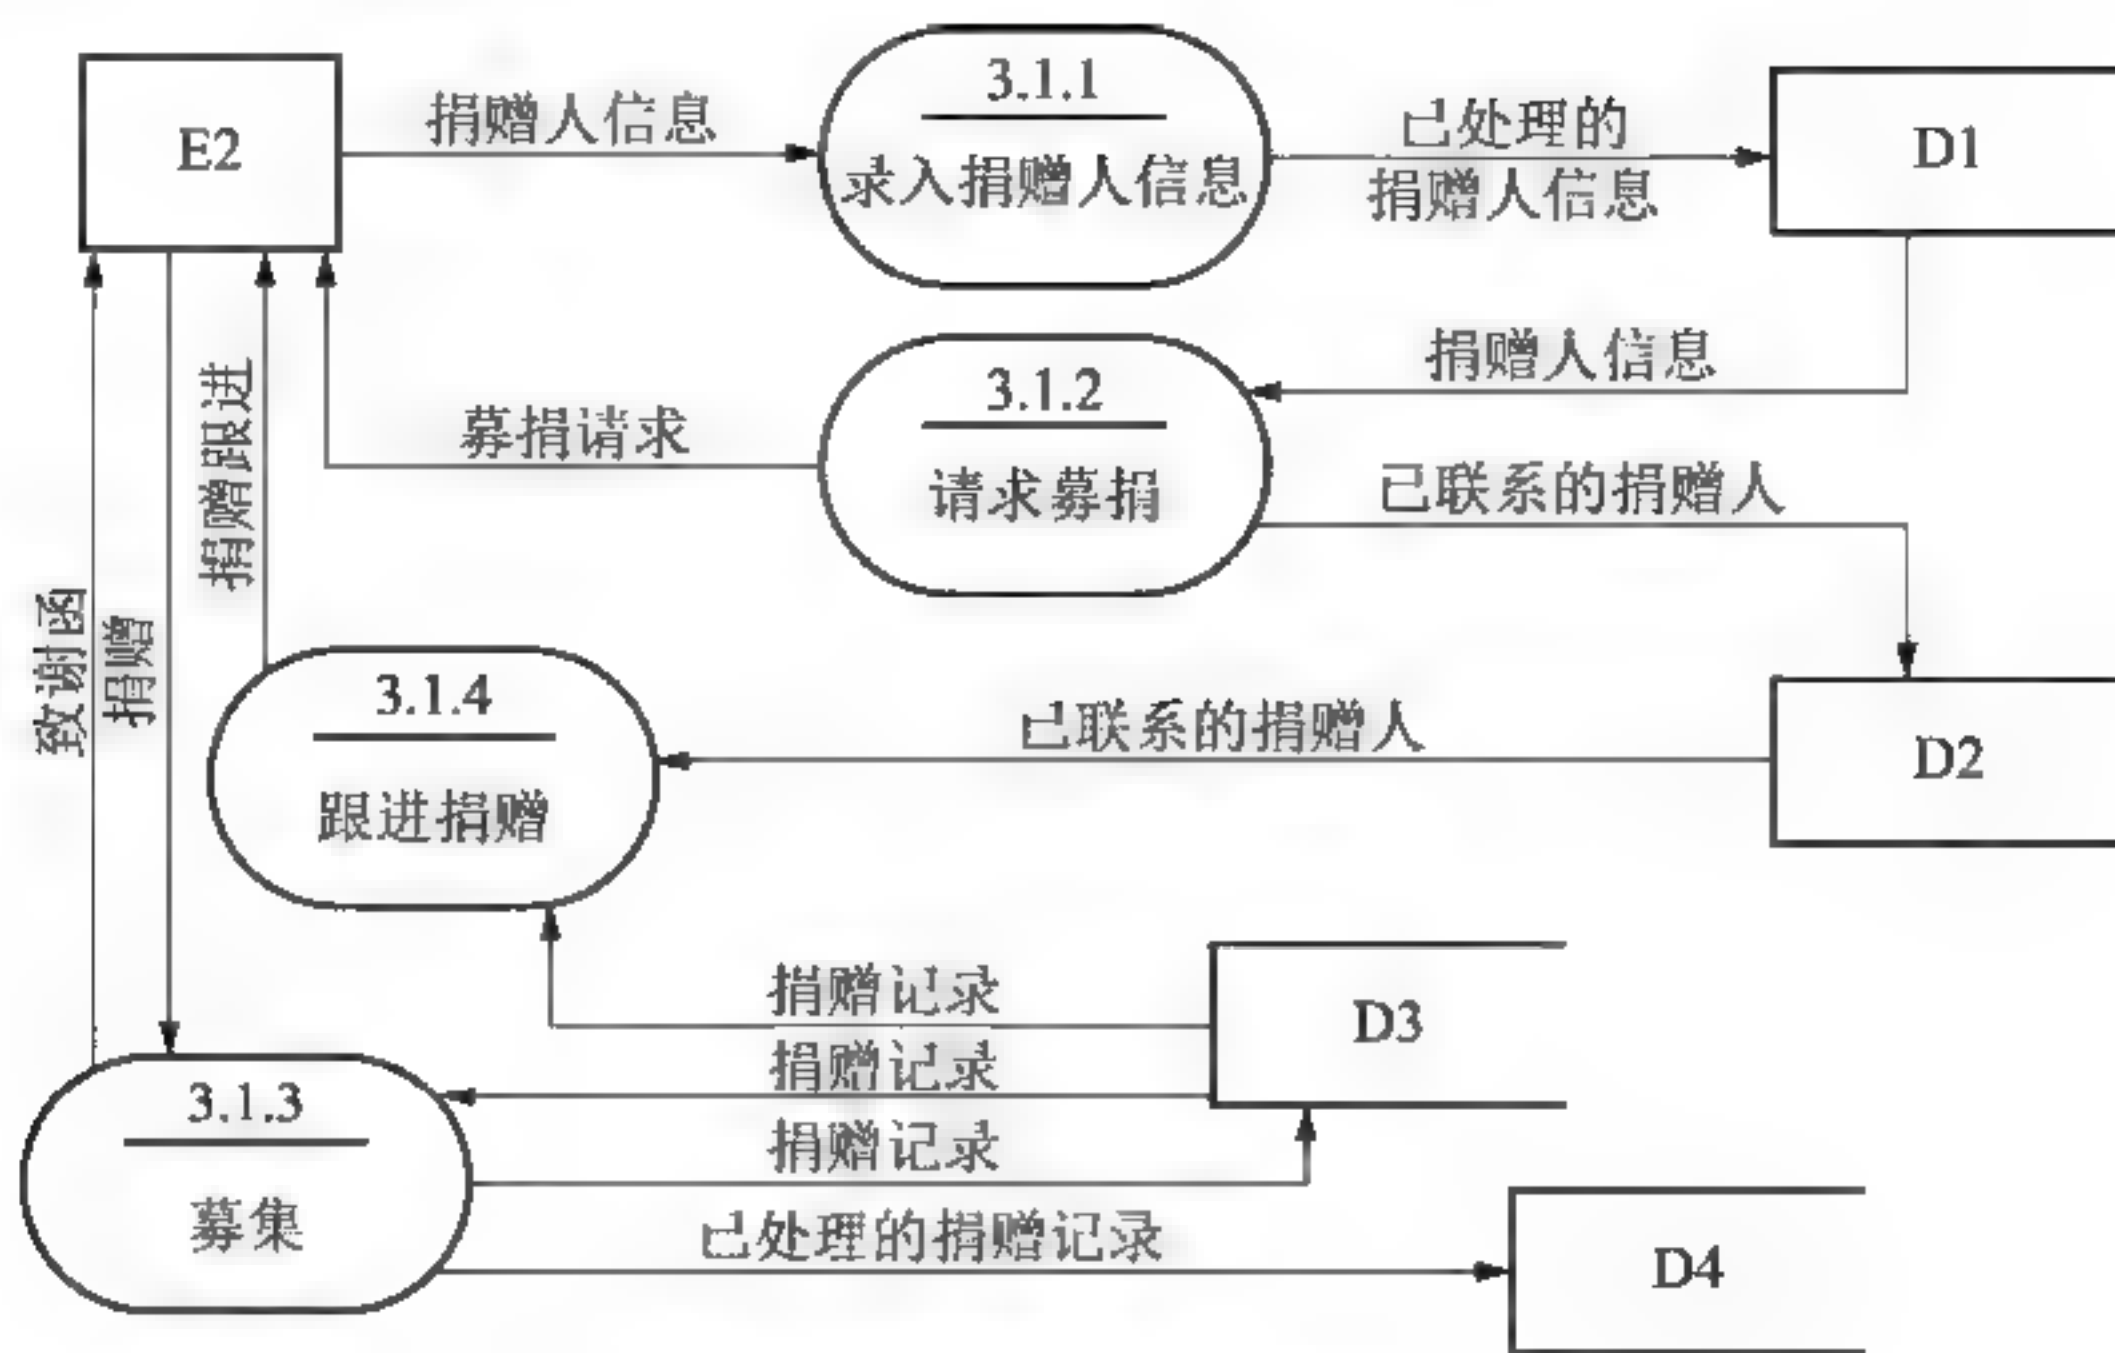 E2
捐赠人信息
3.1.1
录入捐赠人信息
已处理的
捐赠人信息
D1
捐赠人信息
3.1.2
请求募捐
募捐请求
已联系的捐赠人
捐赠跟进
致谢函
捐赠
3.1.4
跟进捐赠
已联系的捐赠人
D2
捐赠记录
D3
捐赠记录
3.1.3
募集
捐赠记录
已处理的捐赠记录
D4